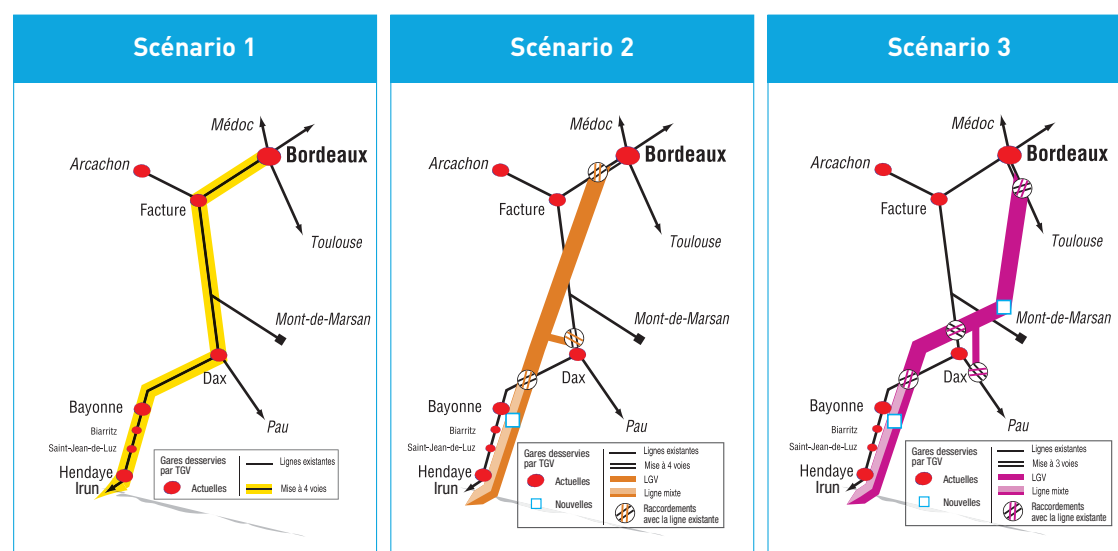 Scénario 1
Médoc
Bordeaux
Arcachon
Facture
Toulouse
Mont-de-Marsan
Dax
Bayonne
Biarritz
Pau
Saint-Jean-de-Luz
Hendaye
Irun
Gares desservies
par TGV
Actuelles
Lignes existantes
Mise à 4 voies
Scénario 2
Médoc
Bordeaux
Arcachon
Facture
Toulouse
Mont-de-Marsan
Dax
Bayonne
Biarritz
Pau
Saint-Jean-de-Luz
Hendaye
Irun
Gares desservies
par TGV
Actuelles
Nouvelles
Lignes existantes
Mise à 4 voies
LGV
Ligne mixte
Raccordements
avec la ligne existante
Scénario 3
Médoc
Bordeaux
Arcachon
Facture
Toulouse
Mont-de-Marsan
Dax
Bayonne
Biarritz
Pau
Saint-Jean-de-Luz
Hendaye
Irun
Gares desservies
par TGV
Actuelles
Nouvelles
Lignes existantes
Mise à 3 voies
LGV
Ligne mixte
Raccordements
avec la ligne existante